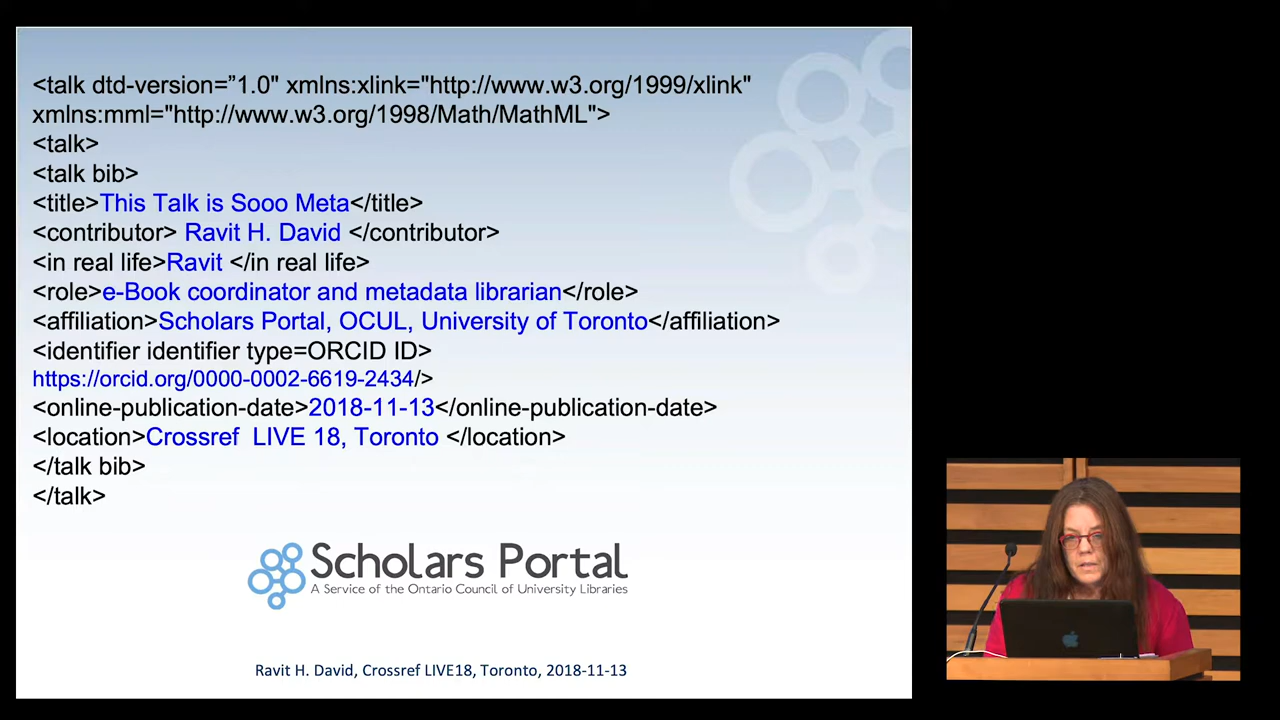 <talk dtd-version=”1.0" xmlns:xlink="http://www.w3.org/1999/xlink"
xmlns:mml="http://www.w3.org/1998/Math/MathML">
<talk>
<talk bib>
<title>This Talk is Sooo Meta</title>
<contributor> Ravit H. David </contributor>
<in real life>Ravit </in real life>
<role>e-Book coordinator and metadata librarian</role>
<affiliation>Scholars Portal, OCUL, University of Toronto</affiliation>
<identifier identifier type=ORCID ID>
https://orcid.org/0000-0002-6619-2434/>
<online-publication-date>2018-11-13</online-publication-date>
<location>Crossref  LIVE 18, Toronto </location>
</talk bib>
</talk>
Scholars Portal
A Service of the Ontario Council of University Libraries
Ravit H. David, Crossref LIVE18, Toronto, 2018-11-13